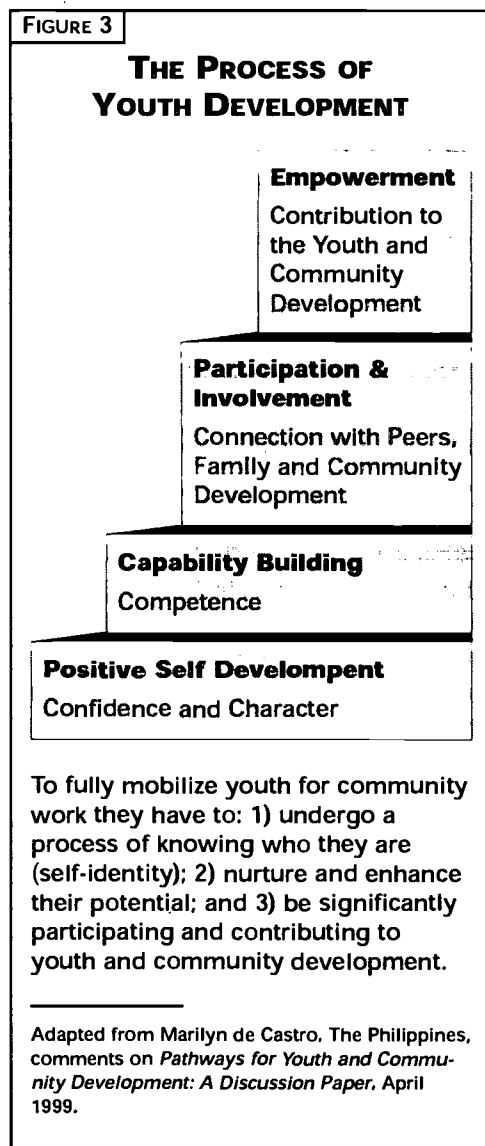 FIGURE 3
THE PROCESS OF
YOUTH DEVELOPMENT
Empowerment
Contribution to
the Youth and
Community
Development
Participation &
Involvement
Connection with Peers,
Family and Community
Development
Capability Building
Competence
Positive Self Develompent
Confidence and Character
To fully mobilize youth for community
work they have to: 1) undergo a
process of knowing who they are
(self-identity); 2) nurture and enhance
their potential; and 3) be significantly
participating and contributing to
youth and community development.
Adapted from Marilyn de Castro, The Philippines,
comments on Pathways for Youth and Commu-
nity Development: A Discussion Paper, April
1999.